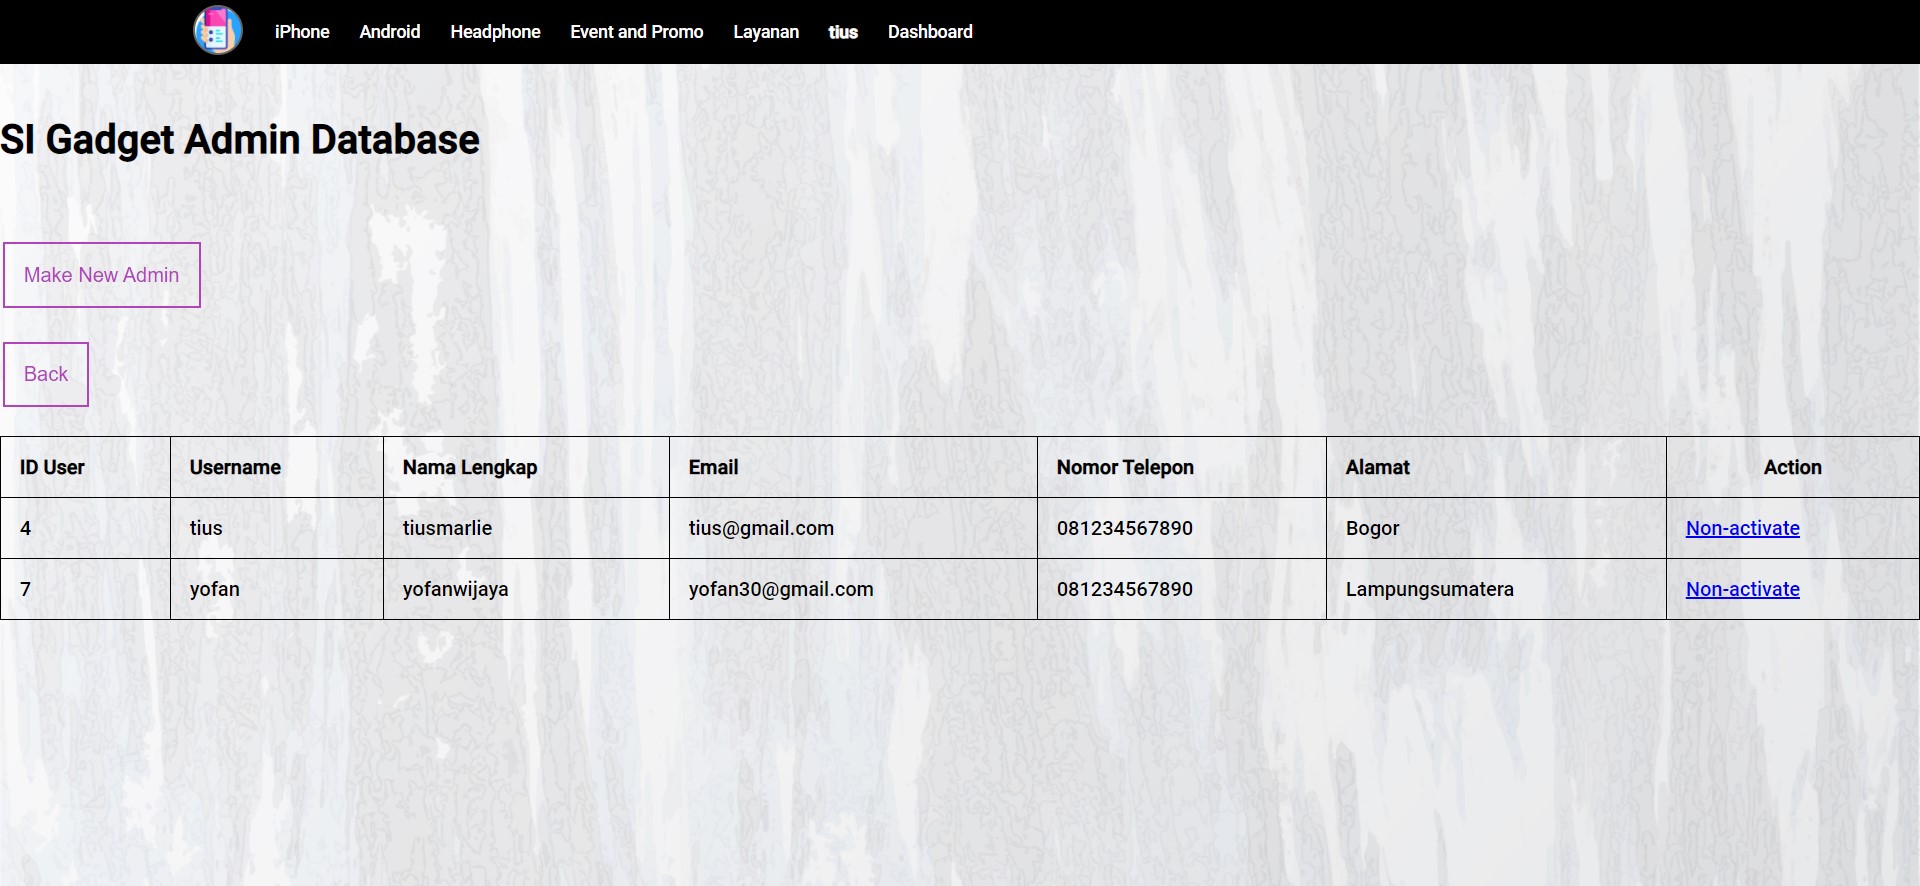 iPhone Android Headphone Event and Promo Layanan tius Dashboard
SI Gadget Admin Database
Make New Admin
Back
ID User Username Nama Lengkap Email Nomor Telepon Alamat Action
4 tius tiusmarlie tius@gmail.com 081234567890 Bogor Non-activate
7 yofan yofanwijaya yofan30@gmail.com 081234567890 Lampungsumatera Non-activate